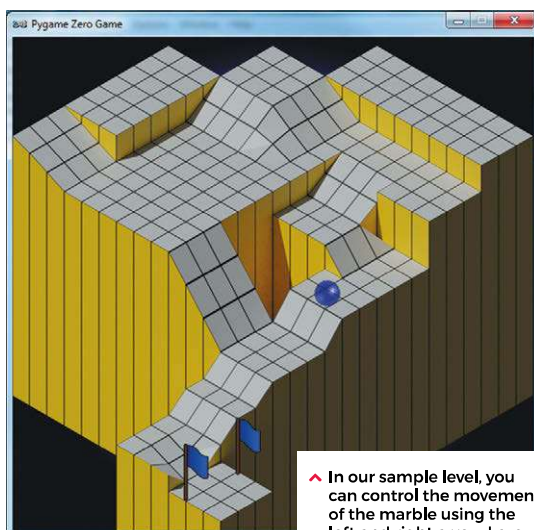 Pygame Zero Game
In our sample level, you
can control the movemen
of the marble using the